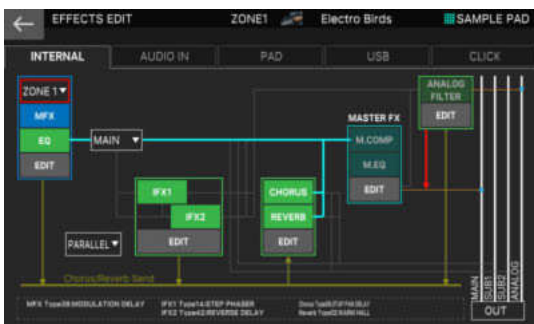 EFFECTS EDIT
ZONE1
Electro Birds
SAMPLE PAD
INTERNAL
AUDIO IN
PAD
USB
CLICK
ZONE 1▼
MFX
EQ
EDIT
MAIN ▼
IFX1
IFX2
EDIT
PARALLEL▼
CHORUS
REVERB
EDIT
MASTER FX
M.COMP
M.EQ
EDIT
ANALOG
FILTER
EDIT
Chorus/Reverb Send
MAIN
SUB1
SUB2
ANALOG
OUT
MFX Type38:MODULATION DELAY
IFX1 Type14:STEP PHASER
IFX2 Type42:REVERSE DELAY